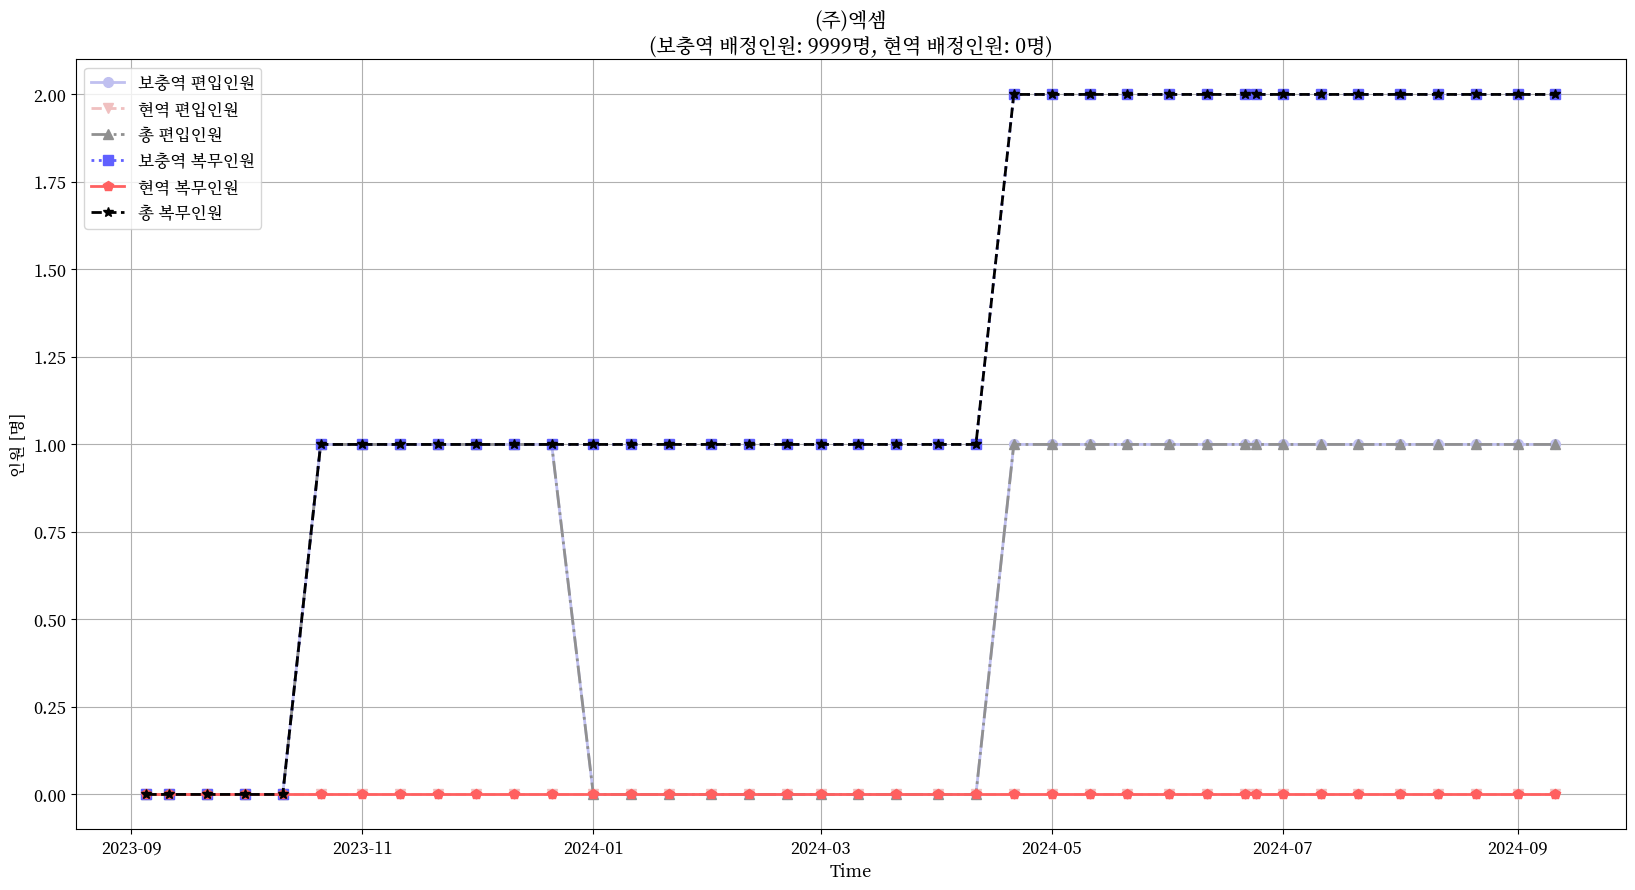 (주)엑셈
(보충역 배정인원: 9999명, 현역 배정인원: 0명)
보충역 편입인원
현역 편입인원
총 편입인원
보충역 복무인원
현역 복무인원
총 복무인원
2.00
1.75
1.50
1.25
1.00
0.75
0.50
0.25
0.00
인원 [명]
2023-09 2023-11 2024-01 2024-03 2024-05 2024-07 2024-09
Time